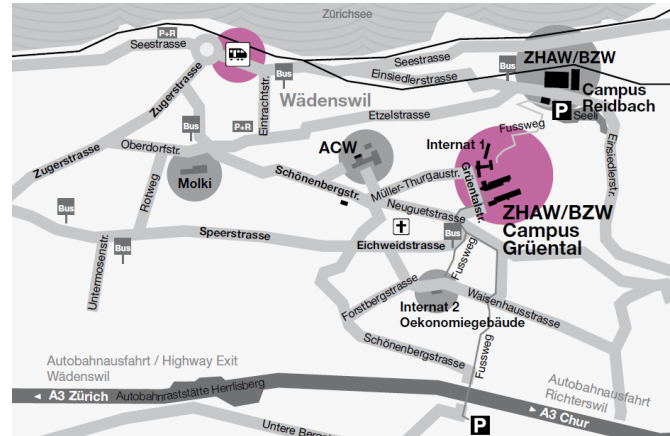 Zürichsee
P+R
Seestrasse
Bus
Seestrasse
Bus
ZHAW/BZW
Einsiedlerstrasse
Campus
Reidbach
P
Seeli
Zugerstrasse
Eintrachtstr.
Wädenswil
Etzelstrasse
Bus
P+R
Fussweg
Einsiedlerstr.
Internat 1
Oberdorfstr.
ACW
Zugerstrasse
Molki
Schönenbergstr.
Müller-Thurgaustr.
Grüentalstr.
Rotweg
Neuguetstrasse
ZHAW/BZW
Campus
Grüental
Bus
Speerstrasse
Bus
Eichweidstrasse
Bus
Fussweg
Untermosenstr.
Forstbergstrasse
Internat 2
Oekonomiegebäude
Waisenhausstrasse
Schönenbergstrasse
Fussweg
Autobahnausfahrt / Highway Exit
Wädenswil
Autobahnausfahrt
Richterswil
A3 Zürich
Autobahnraststätte Herrlisberg
A3 Chur
P